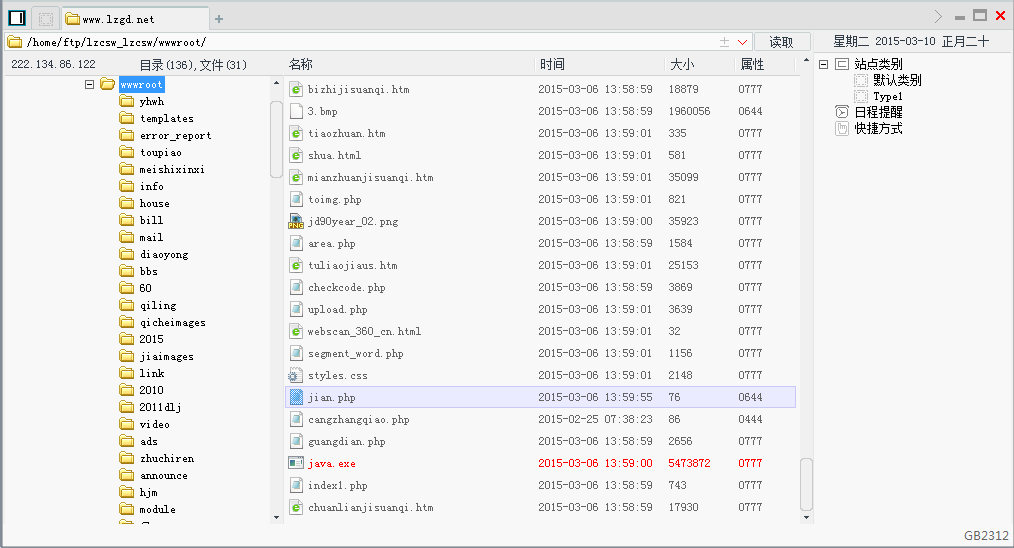 www.lzgd.net
/home/ftp/lzcsw_lzcsw/wwwroot/ 读取
星期二 2015-03-10 正月二十
222.134.86.122 目录(136),文件(31)
名称 时间 大小 属性
wwwroot
yhwh
templates
error_report
toupiao
meishixinxi
info
house
bill
mail
diaoyong
bbs
60
qiling
qicheimages
2015
jiaimages
link
2010
2011dlj
video
ads
zhuchiren
announce
hjm
module
bizhijisuanqi.htm 2015-03-06 13:58:59 18879 0777
3.bmp 2015-03-06 13:58:59 1960056 0644
tiaozhuan.htm 2015-03-06 13:59:01 335 0777
shua.html 2015-03-06 13:59:01 581 0777
mianzhuanjisuanqi.htm 2015-03-06 13:59:01 35099 0777
toimg.php 2015-03-06 13:59:01 821 0777
jd90year_02.png 2015-03-06 13:59:00 35923 0777
area.php 2015-03-06 13:58:59 1584 0777
tuliaojiaus.htm 2015-03-06 13:59:01 25153 0777
checkcode.php 2015-03-06 13:58:59 3869 0777
upload.php 2015-03-06 13:59:01 3639 0777
webscan_360_cn.html 2015-03-06 13:59:01 32 0777
segment_word.php 2015-03-06 13:59:01 1156 0777
styles.css 2015-03-06 13:59:01 2148 0777
jian.php 2015-03-06 13:59:55 76 0644
cangzhangqiao.php 2015-02-25 07:38:23 86 0444
guangdian.php 2015-03-06 13:58:59 2656 0777
java.exe 2015-03-06 13:59:00 5473872 0777
index1.php 2015-03-06 13:58:59 743 0777
chuanlianjisuanqi.htm 2015-03-06 13:58:59 17930 0777
站点类别
默认类别
Type1
日程提醒
快捷方式
GB2312